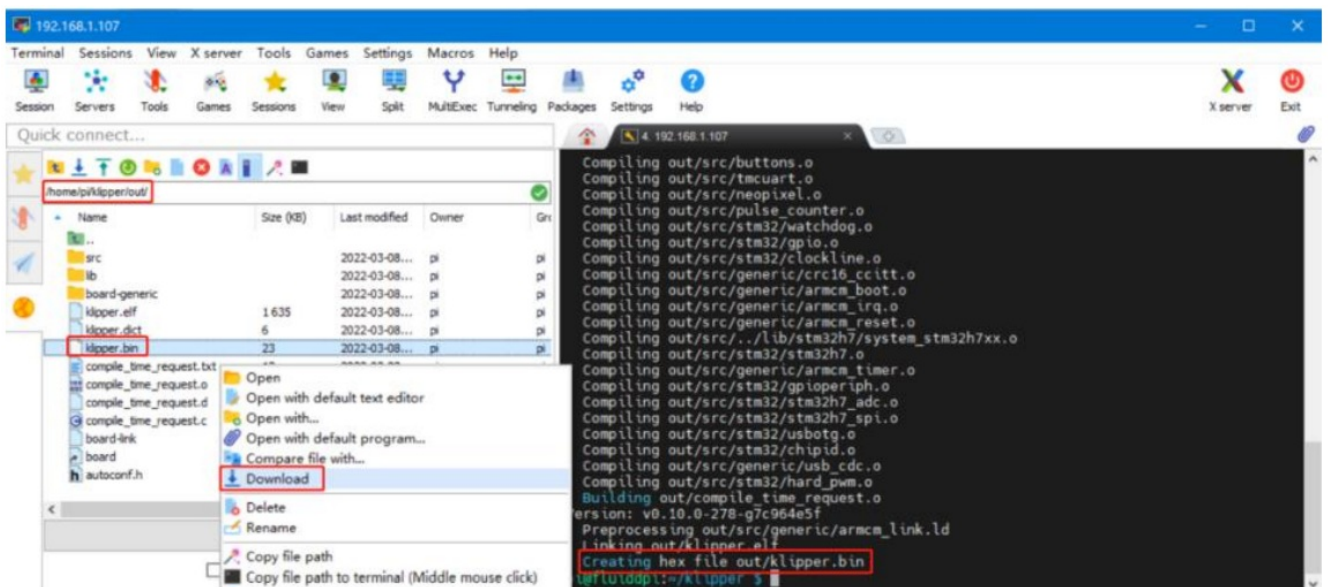 192.168.1.107
Terminal Sessions View X server Tools Games Settings Macros Help
Session Servers Tools Games Sessions View Split MultiExec Tunneling Packages Settings Help X server Exit
Quick connect...
4. 192.168.1.107
/home/pi/klipper/out/
Name Size (KB) Last modified Owner Gro
..
src 2022-03-08... pi pi
lib 2022-03-08... pi pi
board-generic 2022-03-08... pi pi
klipper.elf 1 635 2022-03-08... pi pi
klipper.dict 6 2022-03-08... pi pi
klipper.bin 23 2022-03-08... pi pi
compile_time_request.txt
compile_time_request.o
compile_time_request.d
compile_time_request.c
board-link
board
autoconf.h
Open
Open with default text editor
Open with...
Open with default program...
Compare file with...
Download
Delete
Rename
Copy file path
Copy file path to terminal (Middle mouse click)
Compiling out/src/buttons.o
Compiling out/src/tmcuart.o
Compiling out/src/neopixel.o
Compiling out/src/pulse_counter.o
Compiling out/src/stm32/watchdog.o
Compiling out/src/stm32/gpio.o
Compiling out/src/stm32/clockline.o
Compiling out/src/generic/crc16_ccitt.o
Compiling out/src/generic/armcm_boot.o
Compiling out/src/generic/armcm_irq.o
Compiling out/src/generic/armcm_reset.o
Compiling out/src/../lib/stm32h7/system_stm32h7xx.o
Compiling out/src/stm32/stm32h7.o
Compiling out/src/generic/armcm_timer.o
Compiling out/src/stm32/gpioperiph.o
Compiling out/src/stm32/stm32h7_adc.o
Compiling out/src/stm32/stm32h7_spi.o
Compiling out/src/stm32/usbotg.o
Compiling out/src/stm32/chipid.o
Compiling out/src/generic/usb_cdc.o
Compiling out/src/stm32/hard_pwm.o
Building out/compile_time_request.o
ersion: v0.10.0-278-g7c964e5f
Preprocessing out/src/generic/armcm_link.ld
Linking out/klipper.elf
Creating hex file out/klipper.bin
i@fluiddpi:~/klipper $